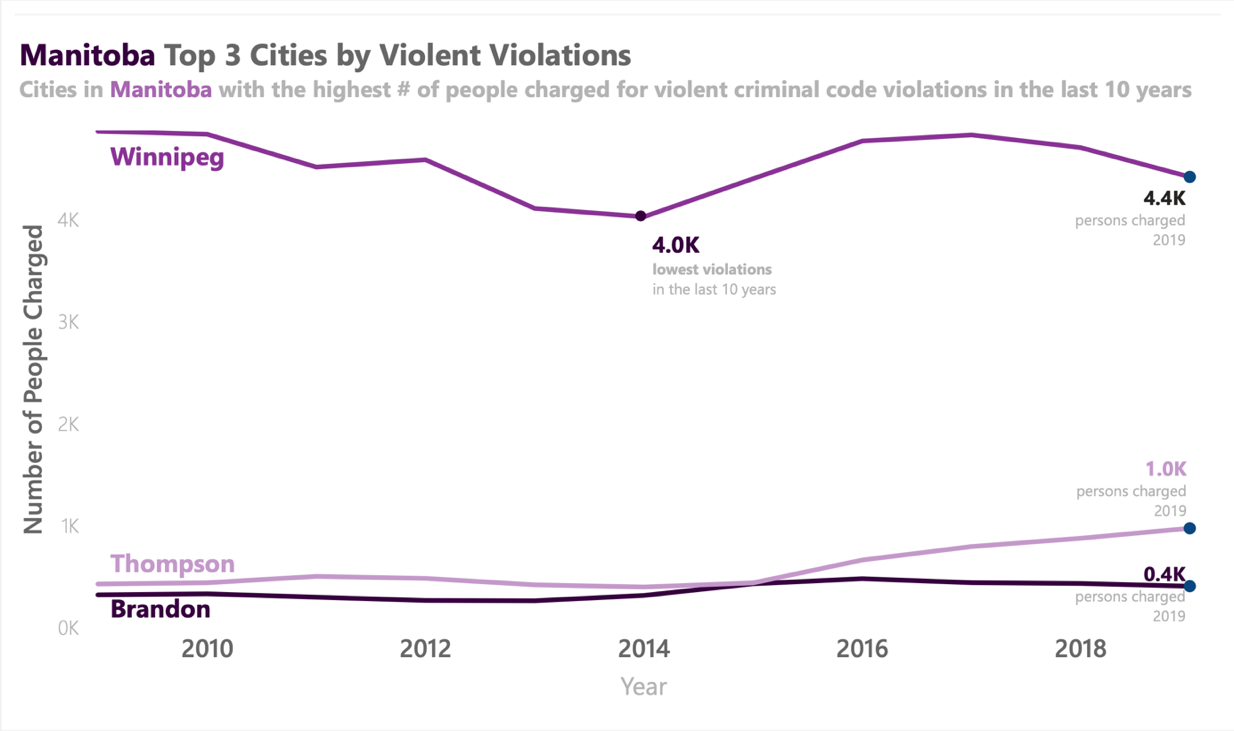 Manitoba Top 3 Cities by Violent Violations
Cities in Manitoba with the highest # of people charged for violent criminal code violations in the last 10 years
Winnipeg
4.4K
persons charged
2019
4.0K
lowest violations
in the last 10 years
Number of People Charged
4K
3K
2K
1K
0K
1.0K
persons charged
2019
Thompson
Brandon
0.4K
persons charged
2019
2010 2012 2014 2016 2018
Year